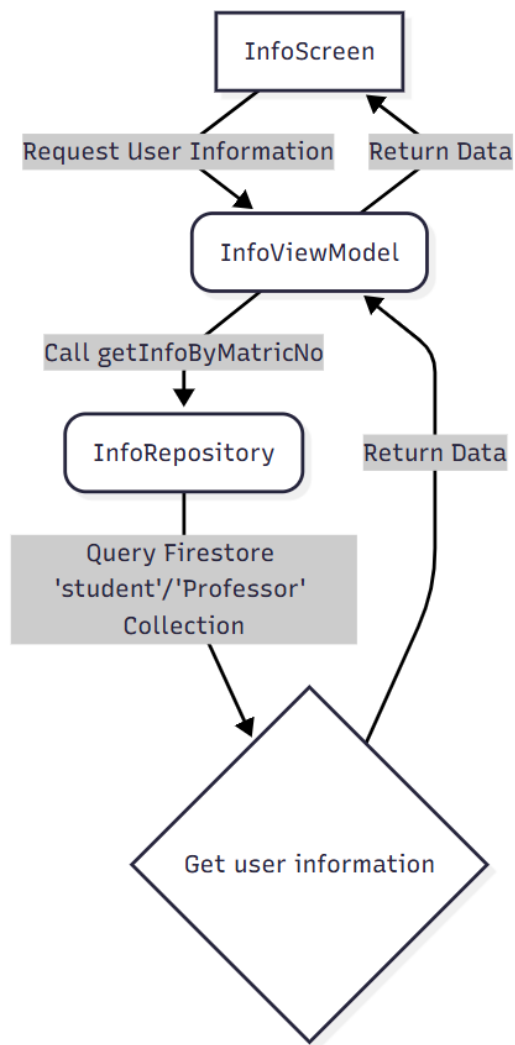 InfoScreen
Request User Information
Return Data
InfoViewModel
Call getInfoByMatricNo
InfoRepository
Return Data
Query Firestore
'student'/'Professor'
Collection
Get user information